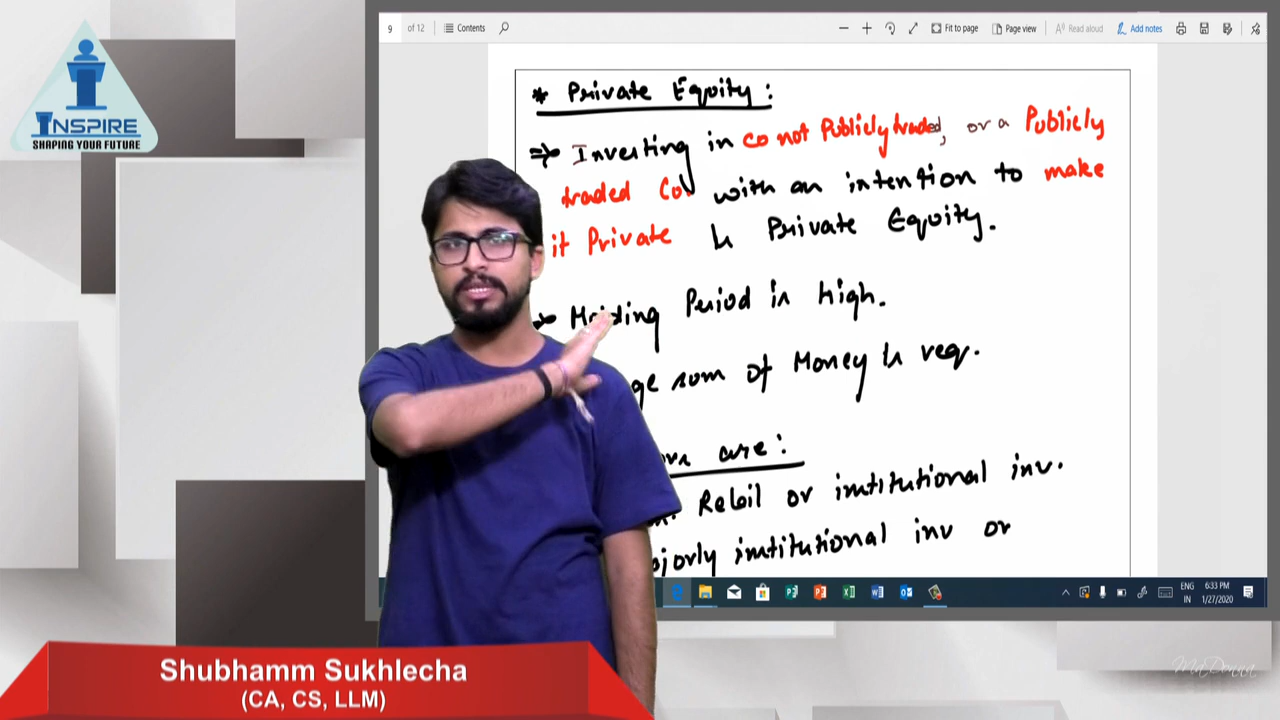 INSPIRE
SHAPING YOUR FUTURE
9 of 12 Contents Fit to page Page view Read aloud Add notes
* Private Equity:
⇒ Investing in co not Publicly traded, or a Publicly
traded Co. with an intention to make
it Private is Private Equity.
Holding Period is high.
sum of Money is req.
are:
Retail or institutional inv.
institutional inv or
ENG 6:33 PM
IN 1/27/2020
Shubhamm Sukhlecha
(CA, CS, LLM)
MaDonna